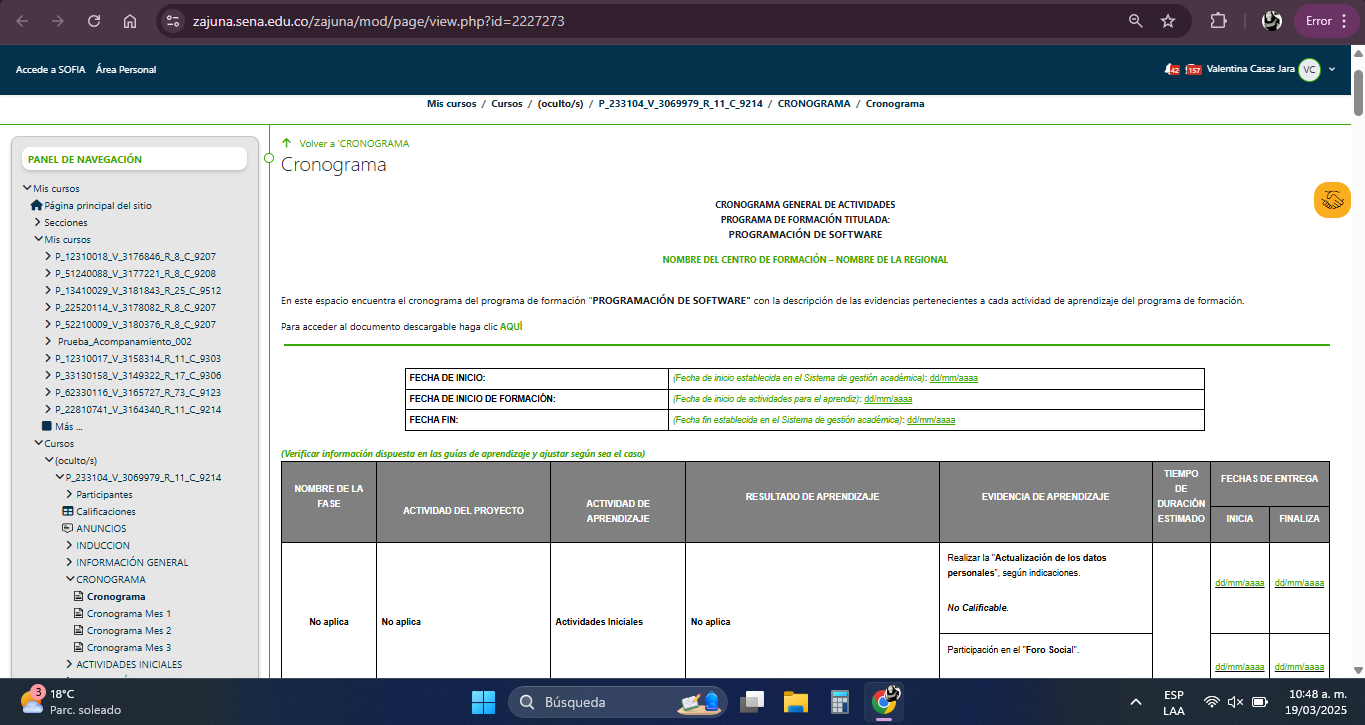 zajuna.sena.edu.co/zajuna/mod/page/view.php?id=2227273
Error
Accede a SOFIA Área Personal
42 157 Valentina Casas Jara VC
Mis cursos / Cursos / (oculto/s) / P_233104_V_3069979_R_11_C_9214 / CRONOGRAMA / Cronograma
PANEL DE NAVEGACIÓN
Mis cursos
Página principal del sitio
Secciones
Mis cursos
P_12310018_V_3176846_R_8_C_9207
P_51240088_V_3177221_R_8_C_9208
P_13410029_V_3181843_R_25_C_9512
P_22520114_V_3178082_R_8_C_9207
P_52210009_V_3180376_R_8_C_9207
Prueba_Acompanamiento_002
P_12310017_V_3158314_R_11_C_9303
P_33130158_V_3149322_R_17_C_9306
P_62330116_V_3165727_R_73_C_9123
P_22810741_V_3164340_R_11_C_9214
Más ...
Cursos
(oculto/s)
P_233104_V_3069979_R_11_C_9214
Participantes
Calificaciones
ANUNCIOS
INDUCCION
INFORMACIÓN GENERAL
CRONOGRAMA
Cronograma
Cronograma Mes 1
Cronograma Mes 2
Cronograma Mes 3
ACTIVIDADES INICIALES
Volver a 'CRONOGRAMA
Cronograma
CRONOGRAMA GENERAL DE ACTIVIDADES
PROGRAMA DE FORMACIÓN TITULADA:
PROGRAMACIÓN DE SOFTWARE
NOMBRE DEL CENTRO DE FORMACIÓN – NOMBRE DE LA REGIONAL
En este espacio encuentra el cronograma del programa de formación "PROGRAMACIÓN DE SOFTWARE" con la descripción de las evidencias pertenecientes a cada actividad de aprendizaje del programa de formación.
Para acceder al documento descargable haga clic AQUÍ
FECHA DE INICIO: (Fecha de inicio establecida en el Sistema de gestión académica): dd/mm/aaaa
FECHA DE INICIO DE FORMACIÓN: (Fecha de inicio de actividades para el aprendiz): dd/mm/aaaa
FECHA FIN: (Fecha fin establecida en el Sistema de gestión académica): dd/mm/aaaa
(Verificar información dispuesta en las guías de aprendizaje y ajustar según sea el caso)
NOMBRE DE LA
FASE
ACTIVIDAD DEL PROYECTO
ACTIVIDAD DE
APRENDIZAJE
RESULTADO DE APRENDIZAJE
EVIDENCIA DE APRENDIZAJE
TIEMPO
DE
DURACIÓN
ESTIMADO
FECHAS DE ENTREGA
INICIA FINALIZA
No aplica No aplica Actividades Iniciales No aplica
Realizar la "Actualización de los datos
personales", según indicaciones.
No Calificable.
dd/mm/aaaa dd/mm/aaaa
Participación en el "Foro Social".
dd/mm/aaaa dd/mm/aaaa
3
18°C
Parc. soleado
Búsqueda
ESP
LAA
10:48 a. m.
19/03/2025